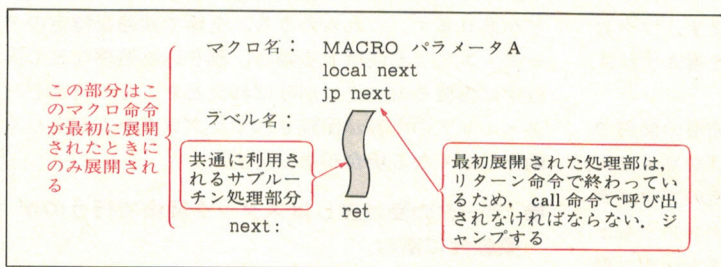 マクロ名： MACRO パラメータA
local next
jp next
この部分はこ
のマクロ命令
が最初に展開
されたときに
のみ展開され
る
ラベル名：
共通に利用さ
れるサブルー
チン処理部分
最初展開された処理部は，
リターン命令で終わってい
るため，call 命令で呼び出
されなければならない．ジ
ャンプする
ret
next：